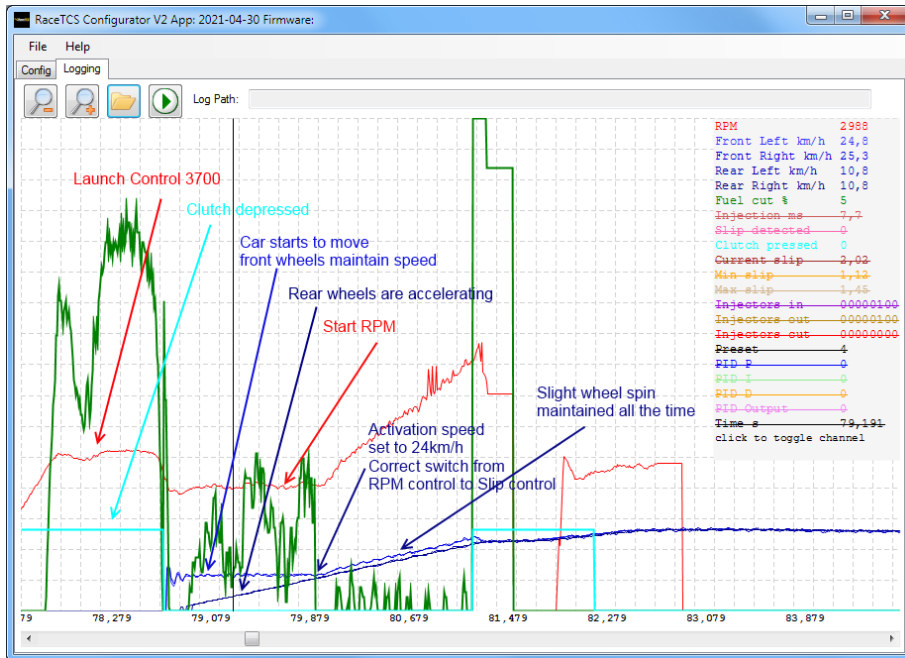 RaceTCS Configurator V2 App: 2021-04-30 Firmware:
File Help
Config Logging
Log Path:
Launch Control 3700
Clutch depressed
Car starts to move
front wheels maintain speed
Rear wheels are accelerating
Start RPM
Activation speed
set to 24km/h
Correct switch from
RPM control to Slip control
Slight wheel spin
maintained all the time
RPM 2988
Front Left km/h 24,8
Front Right km/h 25,3
Rear Left km/h 10,8
Rear Right km/h 10,8
Fuel cut % 5
Injection ms 7,7
Slip detected 0
Clutch pressed 0
Current slip 2,02
Min slip 1,12
Max slip 1,45
Injectors in 00000100
Injectors out 00000100
Injectors cut 00000000
Preset 4
PID P 0
PID I 0
PID D 0
PID Output 0
Time s 79,191
click to toggle channel
79 78,279 79,079 79,879 80,679 81,479 82,279 83,079 83,879